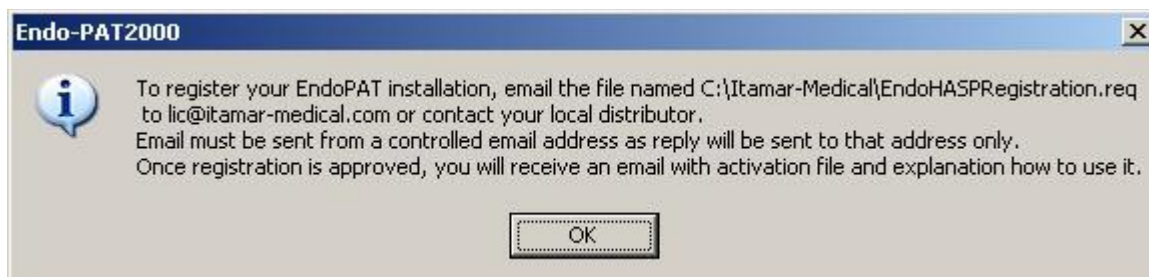 Endo-PAT2000
To register your EndoPAT installation, email the file named C:\Itamar-Medical\EndoHASPRegistration.req
to lic@itamar-medical.com or contact your local distributor.
Email must be sent from a controlled email address as reply will be sent to that address only.
Once registration is approved, you will receive an email with activation file and explanation how to use it.
OK